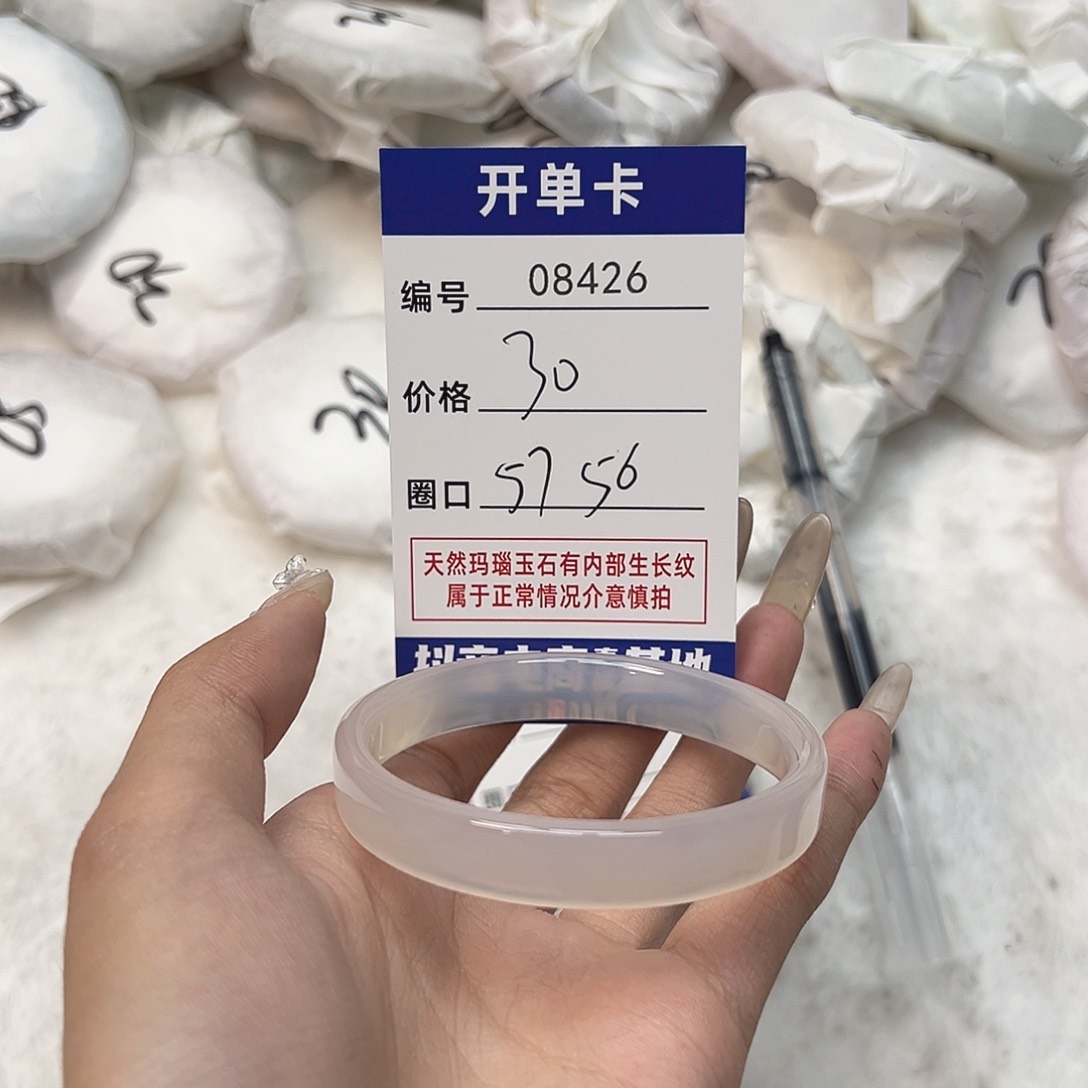 开单卡
编号 08426
价格 30
圈口 57 56
天然玛瑙玉石有内部生长纹
属于正常情况介意慎拍
30